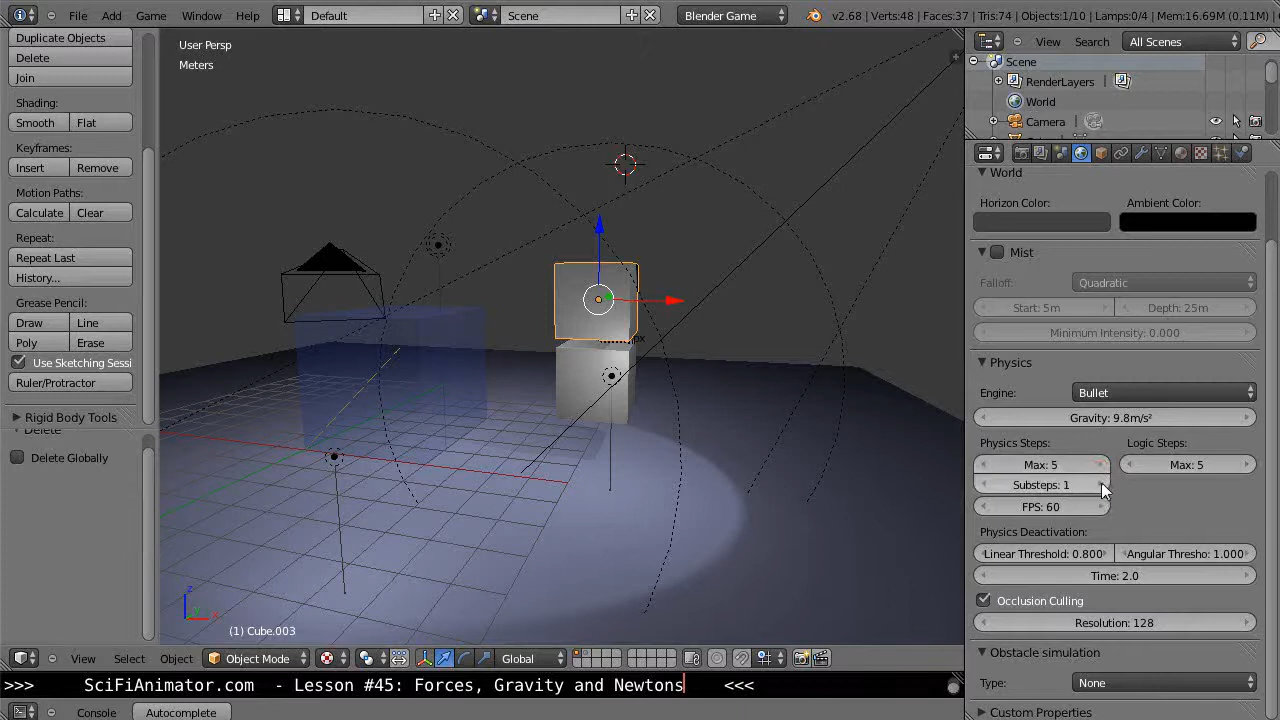 File Add Game Window Help Default Scene Blender Game v2.68 | Verts:48 | Faces:37 | Tris:74 | Objects:1/10 | Lamps:0/4 | Mem:16.69M (0.11M) |
Duplicate Objects
Delete
Join
Shading:
Smooth Flat
Keyframes:
Insert Remove
Motion Paths:
Calculate Clear
Repeat:
Repeat Last
History...
Grease Pencil:
Draw Line
Poly Erase
Use Sketching Sessi
Ruler/Protractor
Rigid Body Tools
Delete
Delete Globally
User Persp
Meters
z
y
x
(1) Cube.003
View Select Object Object Mode Global
>>> SciFiAnimator.com - Lesson #45: Forces, Gravity and Newtons <<<
Console Autocomplete
View Search All Scenes
Scene
RenderLayers |
World
Camera |
World
Horizon Color: Ambient Color:
Mist
Falloff: Quadratic
Start: 5m Depth: 25m
Minimum Intensity: 0.000
Physics
Engine: Bullet
Gravity: 9.8m/s²
Physics Steps: Logic Steps:
Max: 5 Max: 5
Substeps: 1
FPS: 60
Physics Deactivation:
Linear Threshold: 0.800 Angular Thresho: 1.000
Time: 2.0
Occlusion Culling
Resolution: 128
Obstacle simulation
Type: None
Custom Properties